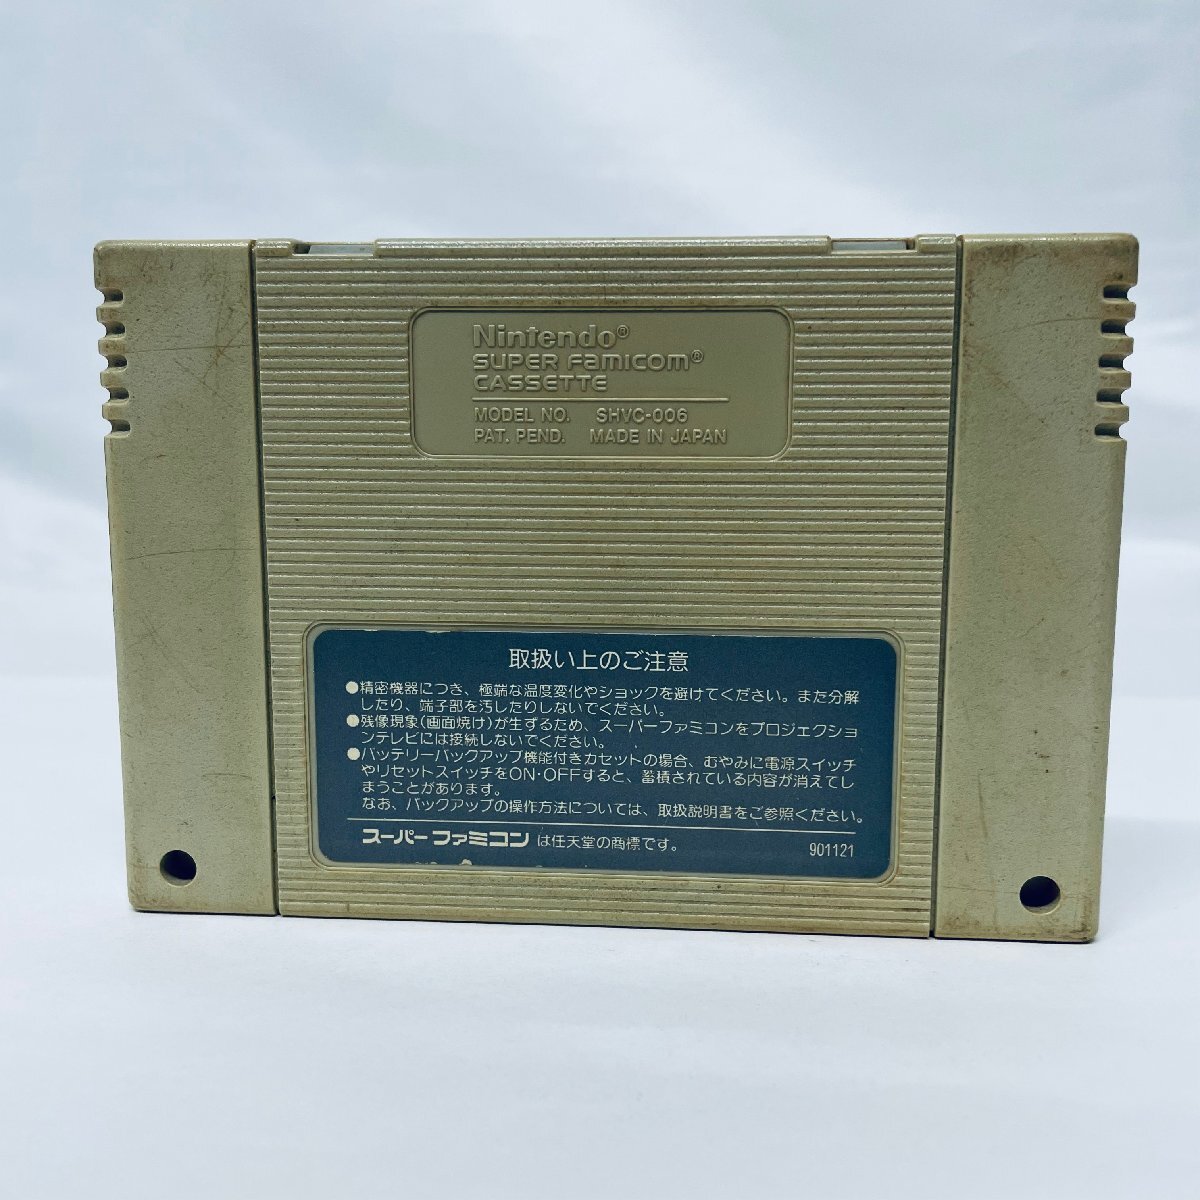 Nintendo®
SUPER FAMICOM®
CASSETTE
MODEL NO. SHVC-006
PAT. PEND. MADE IN JAPAN
取扱い上のご注意
●精密機器につき、極端な温度変化やショックを避けてください。また分解
したり、端子部を汚したりしないでください。
●残像現象(画面焼け)が生ずるため、スーパーファミコンをプロジェクショ
ンテレビには接続しないでください。
●バッテリーバックアップ機能付きカセットの場合、むやみに電源スイッチ
やリセットスイッチをON・OFFすると、蓄積されている内容が消えてし
まうことがあります。
なお、バックアップの操作方法については、取扱説明書をご参照ください。
スーパーファミコンは任天堂の商標です。
901121